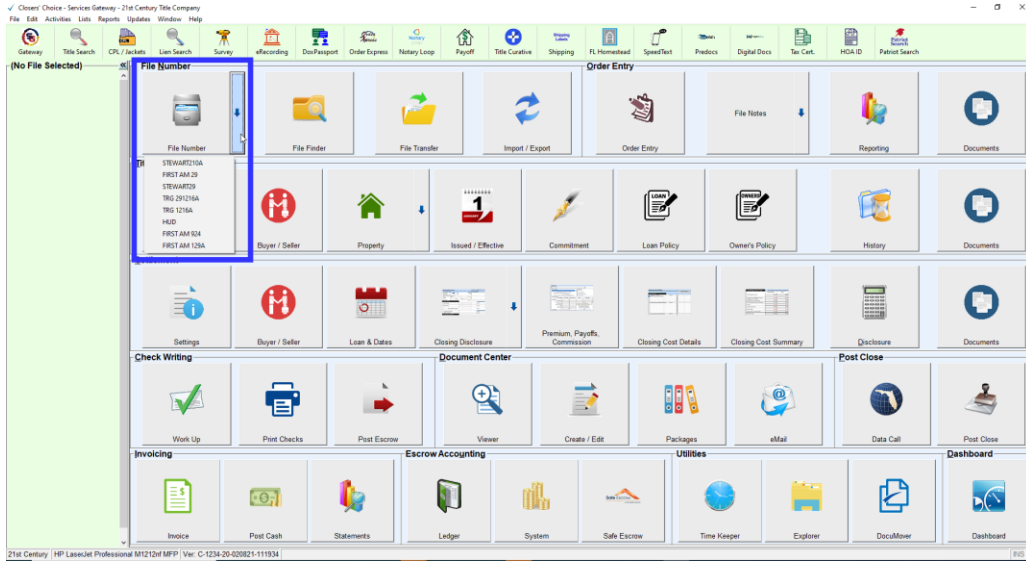 Closers' Choice - Services Gateway - 21st Century Title Company
File Edit Activities Lists Reports Updates Window Help
Gateway Title Search CPL / Jackets Lien Search Survey eRecording DocPassport Order Express Notary Loop Payoff Title Curative Shipping FL Homestead SpeedText Predocs Digital Docs Tax Cert. HOA ID Patriot Search
(No File Selected)
File Number
Order Entry
File Number File Finder File Transfer Import / Export Order Entry File Notes Reporting Documents
STEWART210A
FIRST AM 29
STEWART29
TRG 291216A
TRG 1216A
HUD
FIRST AM 924
FIRST AM 129A
Buyer / Seller Property Issued / Effective Commitment Loan Policy Owner's Policy History Documents
Settings Buyer / Seller Loan & Dates Closing Disclosure Premium, Payoffs, Commission Closing Cost Details Closing Cost Summary Disclosure Documents
Check Writing Document Center Post Close
Work Up Print Checks Post Escrow Viewer Create / Edit Packages eMail Data Call Post Close
Invoicing Escrow Accounting Utilities Dashboard
Invoice Post Cash Statements Ledger System Safe Escrow Time Keeper Explorer DocuMover Dashboard
21st Century HP LaserJet Professional M1212nf MFP Ver: C-1234-20-020821-111934 INS